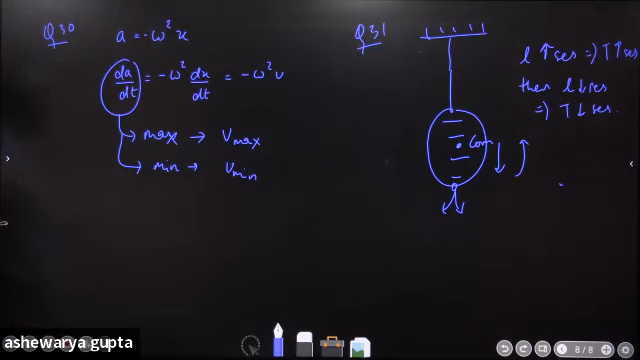 Q30
a = -ω²x
da/dt = -ω² dx/dt = -ω²v
max → Vmax
min → Vmin
Q31
l ↑ses => T↑ses
then l ↓ses
=> T ↓ses.
Com
ashewarya gupta
8/8